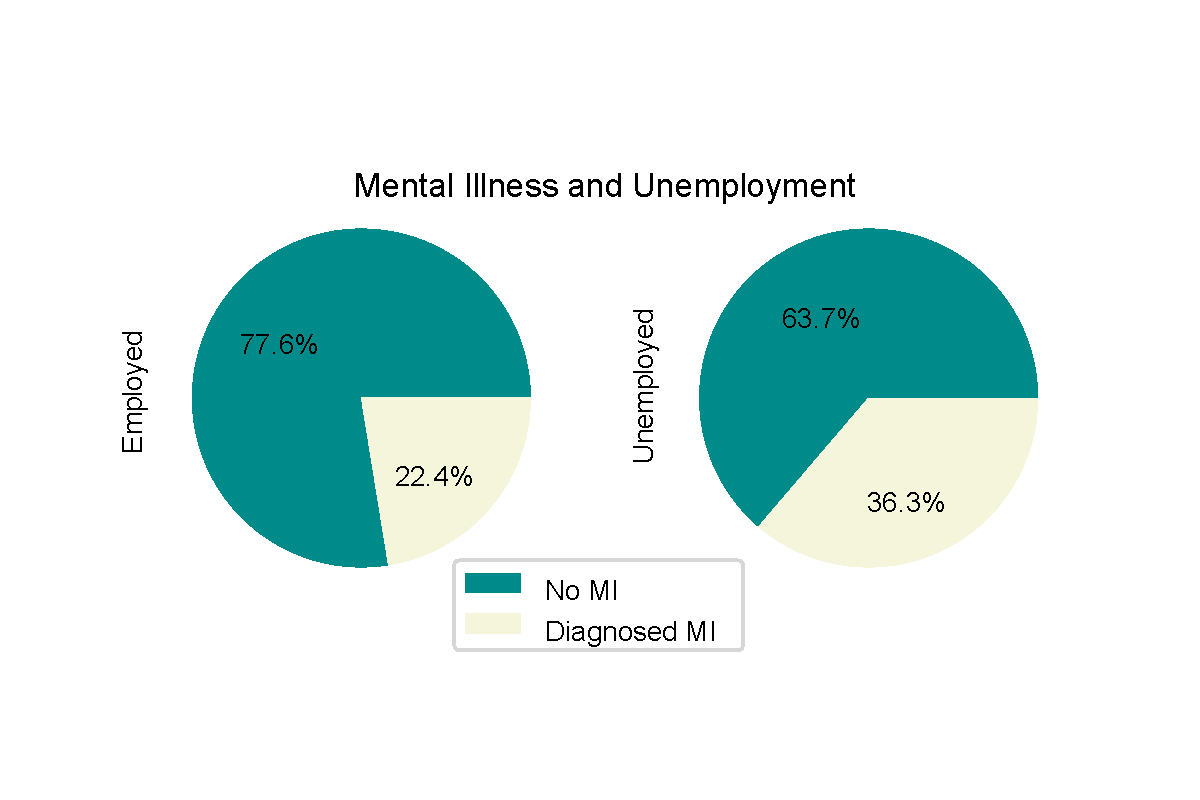 Mental Illness and Unemployment
Employed
77.6%
22.4%
Unemployed
63.7%
36.3%
No MI
Diagnosed MI